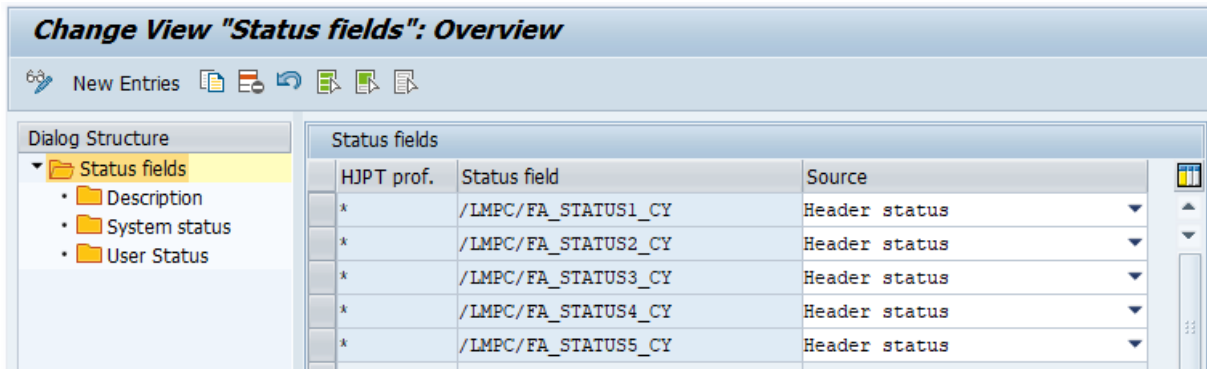 Change View "Status fields": Overview
New Entries
Dialog Structure
Status fields
Description
System status
User Status
Status fields
HJPT prof. Status field Source
* /LMPC/FA_STATUS1_CY Header status
* /LMPC/FA_STATUS2_CY Header status
* /LMPC/FA_STATUS3_CY Header status
* /LMPC/FA_STATUS4_CY Header status
* /LMPC/FA_STATUS5_CY Header status